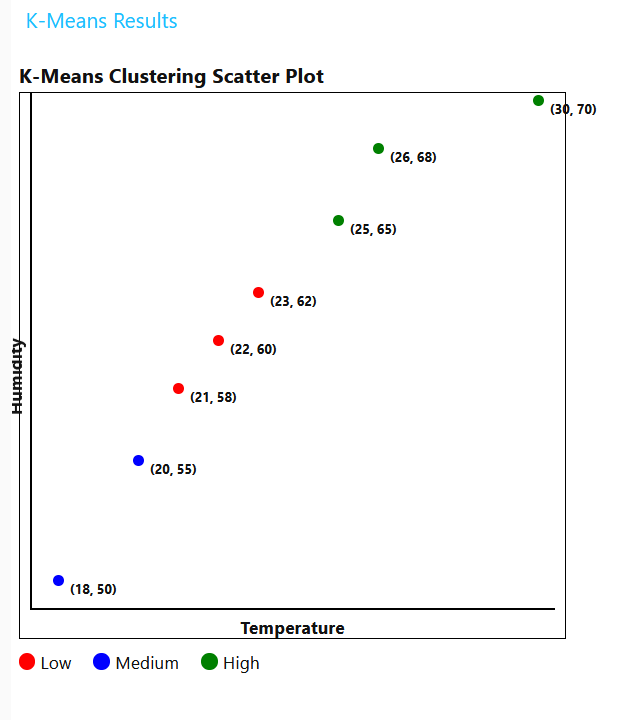 K-Means Results
K-Means Clustering Scatter Plot
(30, 70)
(26, 68)
(25, 65)
(23, 62)
(22, 60)
(21, 58)
(20, 55)
(18, 50)
Humidity
Temperature
Low Medium High